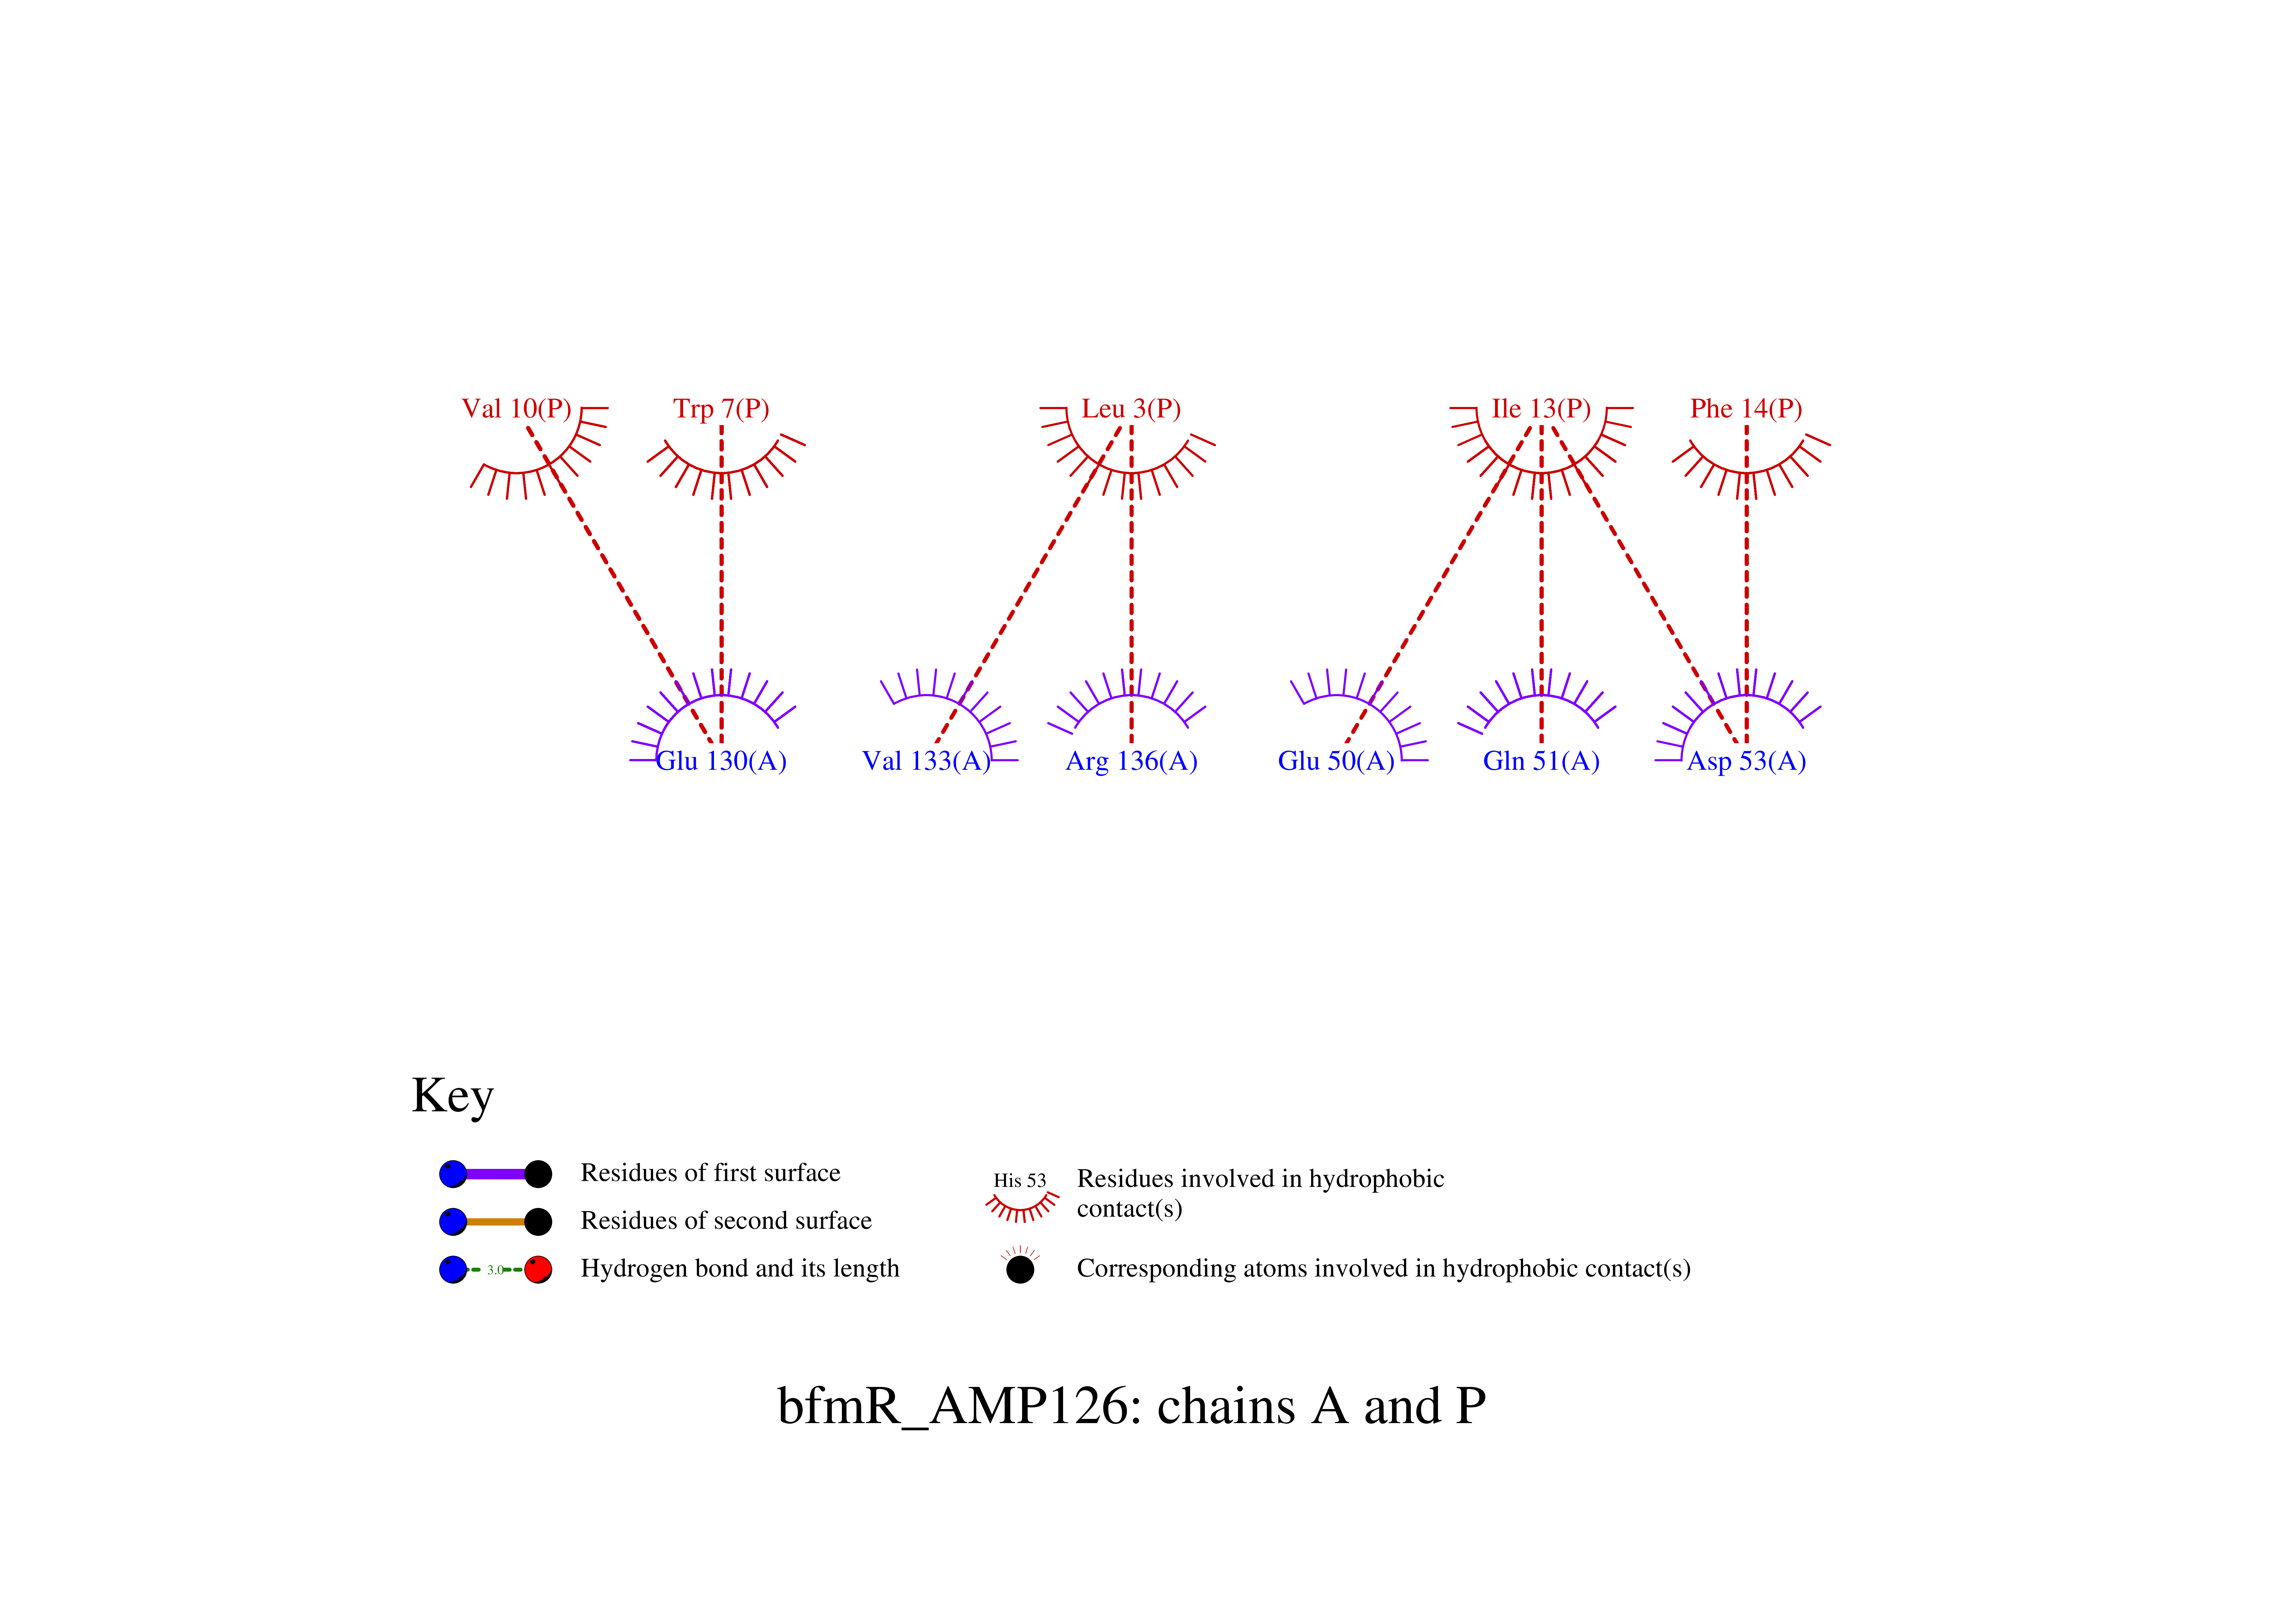 Val 10(P) Trp 7(P) Leu 3(P) Ile 13(P) Phe 14(P)
Glu 130(A) Val 133(A) Arg 136(A) Glu 50(A) Gln 51(A) Asp 53(A)
Key
Residues of first surface
Residues of second surface
3.0 Hydrogen bond and its length
His 53 Residues involved in hydrophobic
contact(s)
Corresponding atoms involved in hydrophobic contact(s)
bfmR_AMP126: chains A and P